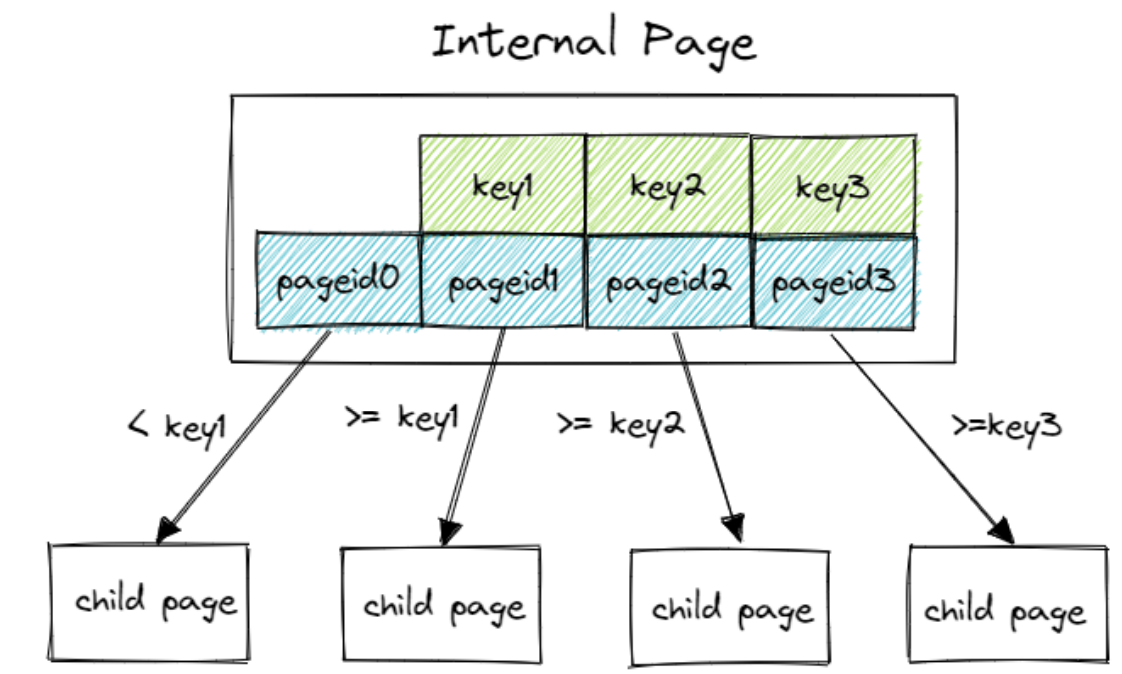 Internal Page
key1 key2 key3
pageid0 pageid1 pageid2 pageid3
< key1 >= key1 >= key2 >=key3
child page child page child page child page